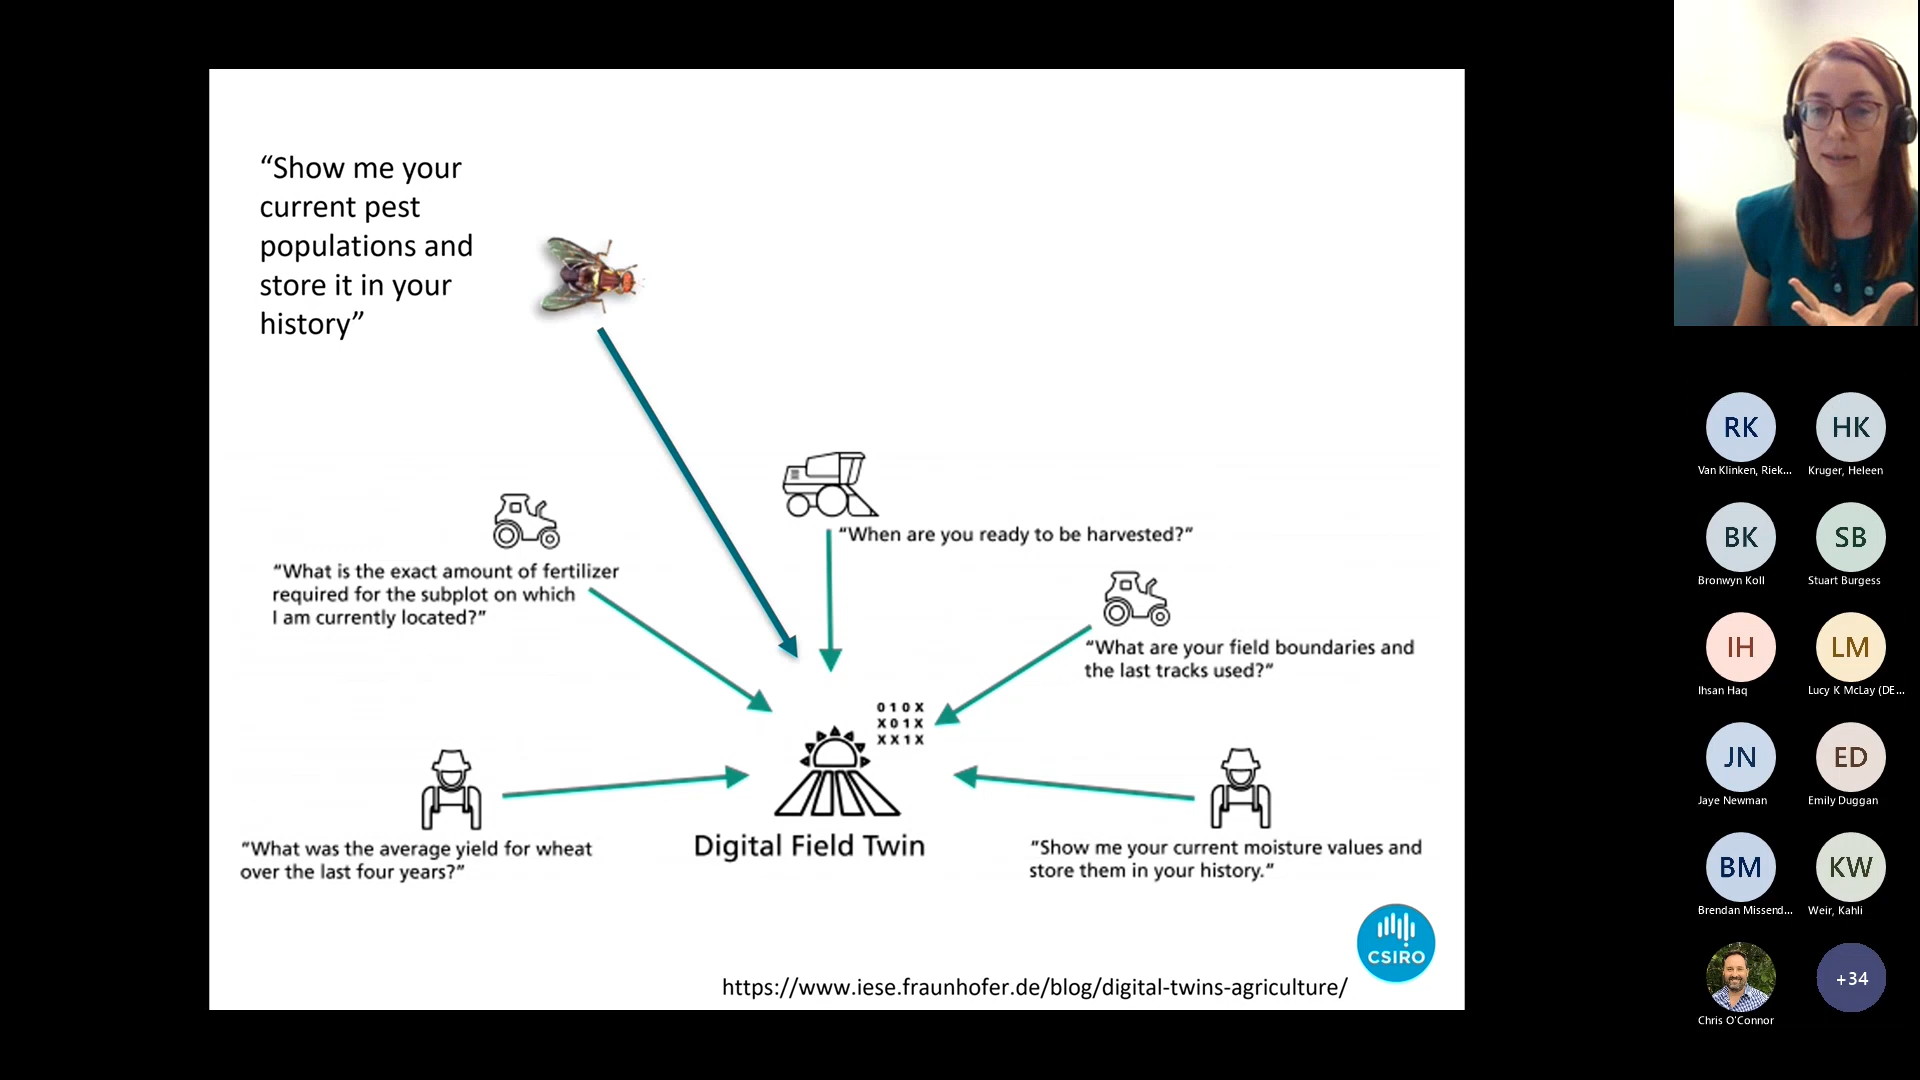 “Show me your
current pest
populations and
store it in your
history”
“When are you ready to be harvested?”
“What is the exact amount of fertilizer
required for the subplot on which
I am currently located?”
“What are your field boundaries and
the last tracks used?”
0 1 0 X
X 0 1 X
X X 1 X
Digital Field Twin
“What was the average yield for wheat
over the last four years?”
“Show me your current moisture values and
store them in your history.”
CSIRO
https://www.iese.fraunhofer.de/blog/digital-twins-agriculture/
RK
Van Klinken, Riek...
HK
Kruger, Heleen
BK
Bronwyn Koll
SB
Stuart Burgess
IH
Ihsan Haq
LM
Lucy K McLay (DE...
JN
Jaye Newman
ED
Emily Duggan
BM
Brendan Missend...
KW
Weir, Kahli
Chris O'Connor
+34